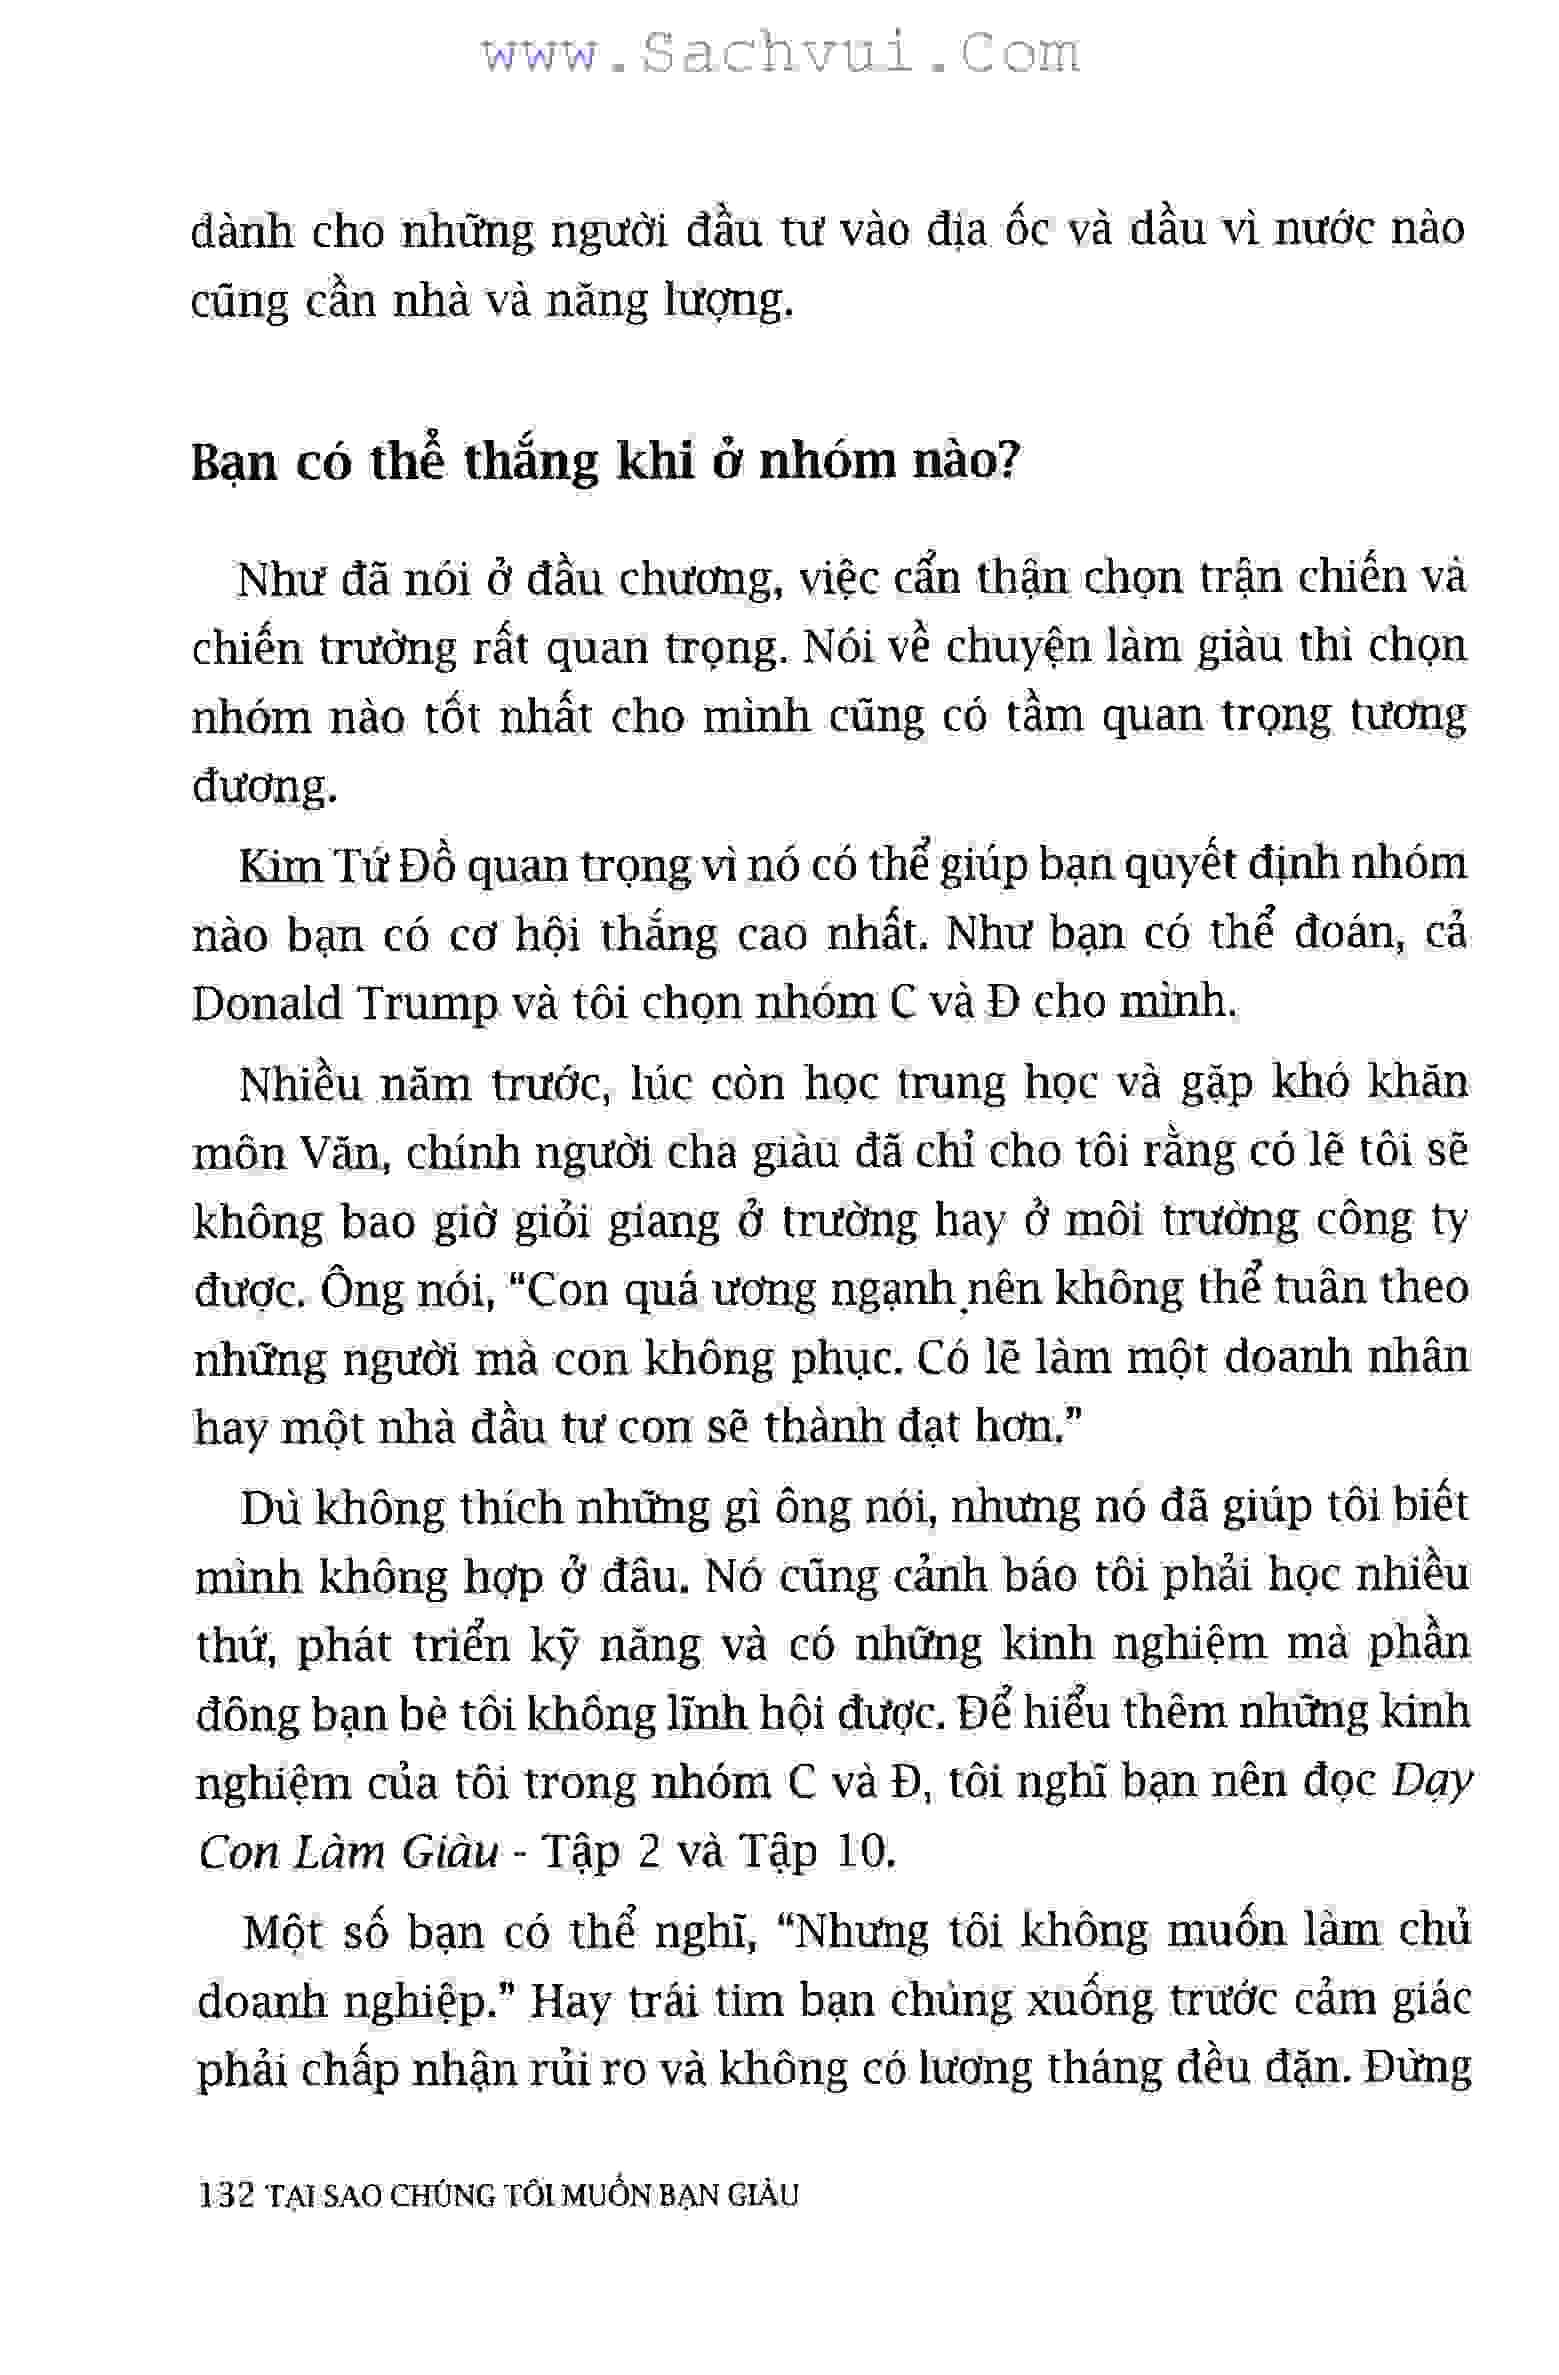 www.Sachvui.Com
dành cho những người đầu tư vào địa ốc và dầu vì nước nào
cũng cần nhà và năng lượng.
Bạn có thể thắng khi ở nhóm nào?
Như đã nói ở đầu chương, việc cẩn thận chọn trận chiến và
chiến trường rất quan trọng. Nói về chuyện làm giàu thì chọn
nhóm nào tốt nhất cho mình cũng có tầm quan trọng tương
đương.
Kim Tứ Đồ quan trọng vì nó có thể giúp bạn quyết định nhóm
nào bạn có cơ hội thắng cao nhất. Như bạn có thể đoán, cả
Donald Trump và tôi chọn nhóm C và Đ cho mình.
Nhiều năm trước, lúc còn học trung học và gặp khó khăn
môn Văn, chính người cha giàu đã chỉ cho tôi rằng có lẽ tôi sẽ
không bao giờ giỏi giang ở trường hay ở môi trường công ty
được. Ông nói, “Con quá ương ngạnh nên không thể tuân theo
những người mà con không phục. Có lẽ làm một doanh nhân
hay một nhà đầu tư con sẽ thành đạt hơn.”
Dù không thích những gì ông nói, nhưng nó đã giúp tôi biết
mình không hợp ở đâu. Nó cũng cảnh báo tôi phải học nhiều
thứ, phát triển kỹ năng và có những kinh nghiệm mà phần
đông bạn bè tôi không lĩnh hội được. Để hiểu thêm những kinh
nghiệm của tôi trong nhóm C và Đ, tôi nghĩ bạn nên đọc Dạy
Con Làm Giàu - Tập 2 và Tập 10.
Một số bạn có thể nghĩ, “Nhưng tôi không muốn làm chủ
doanh nghiệp.” Hay trái tim bạn chùng xuống trước cảm giác
phải chấp nhận rủi ro và không có lương tháng đều đặn. Đừng
132 TẠI SAO CHÚNG TÔI MUỐN BẠN GIÀU